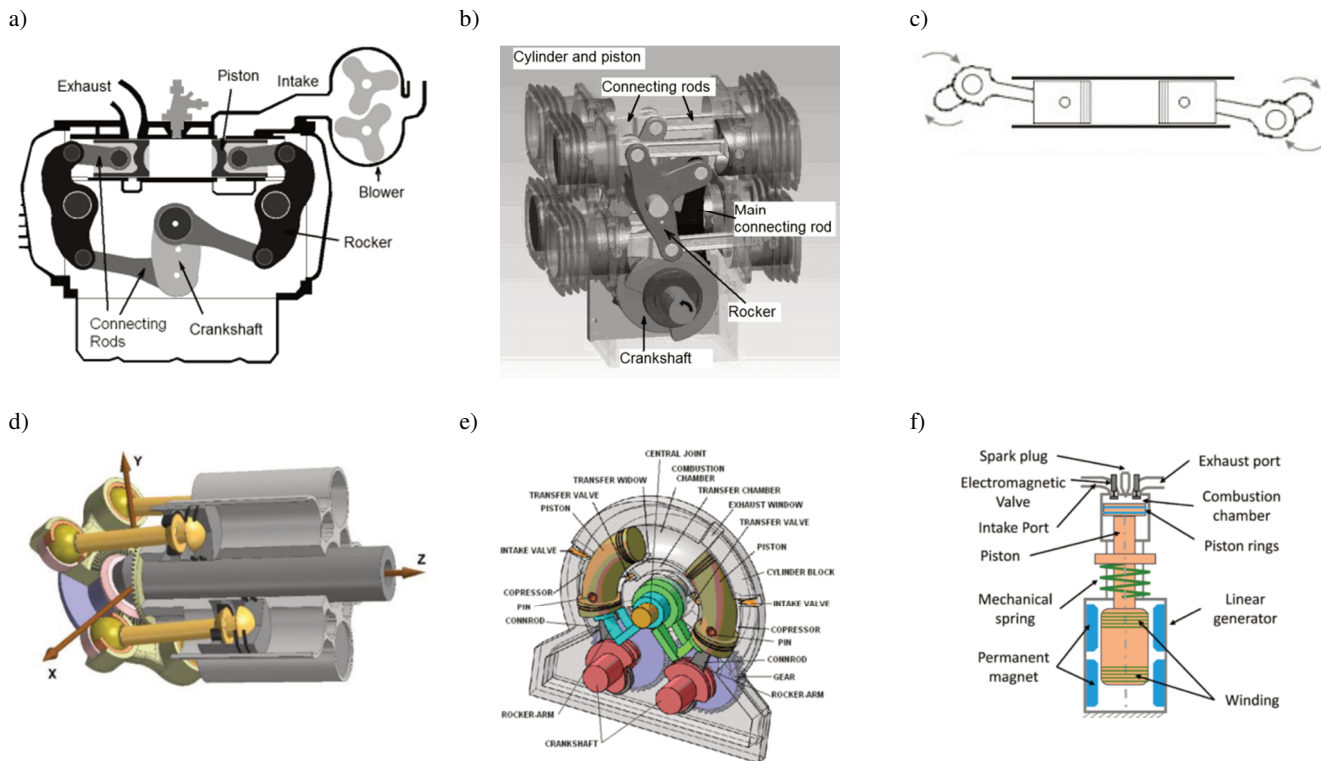 a)
Exhaust
Piston
Intake
Blower
Rocker
Connecting
Rods
Crankshaft
b)
Cylinder and piston
Connecting rods
Main
connecting rod
Rocker
Crankshaft
c)
d)
Y
Z
X
e)
CENTRAL JOINT
COMBUSTION
CHAMBER
TRANSFER WIDOW
TRANSFER CHAMBER
TRANSFER VALVE
EXHAUST WINDOW
PISTON
TRANSFER VALVE
INTAKE VALVE
PISTON
CYLINDER BLOCK
COPRESSOR
INTAKE VALVE
PIN
COPRESSOR
CONNROD
PIN
CONNROD
GEAR
ROCKER-ARM
ROCKER-ARM
CRANKSHAFT
f)
Spark plug
Exhaust port
Electromagnetic
Valve
Combustion
chamber
Intake Port
Piston
Piston rings
Mechanical
spring
Linear
generator
Permanent
magnet
Winding